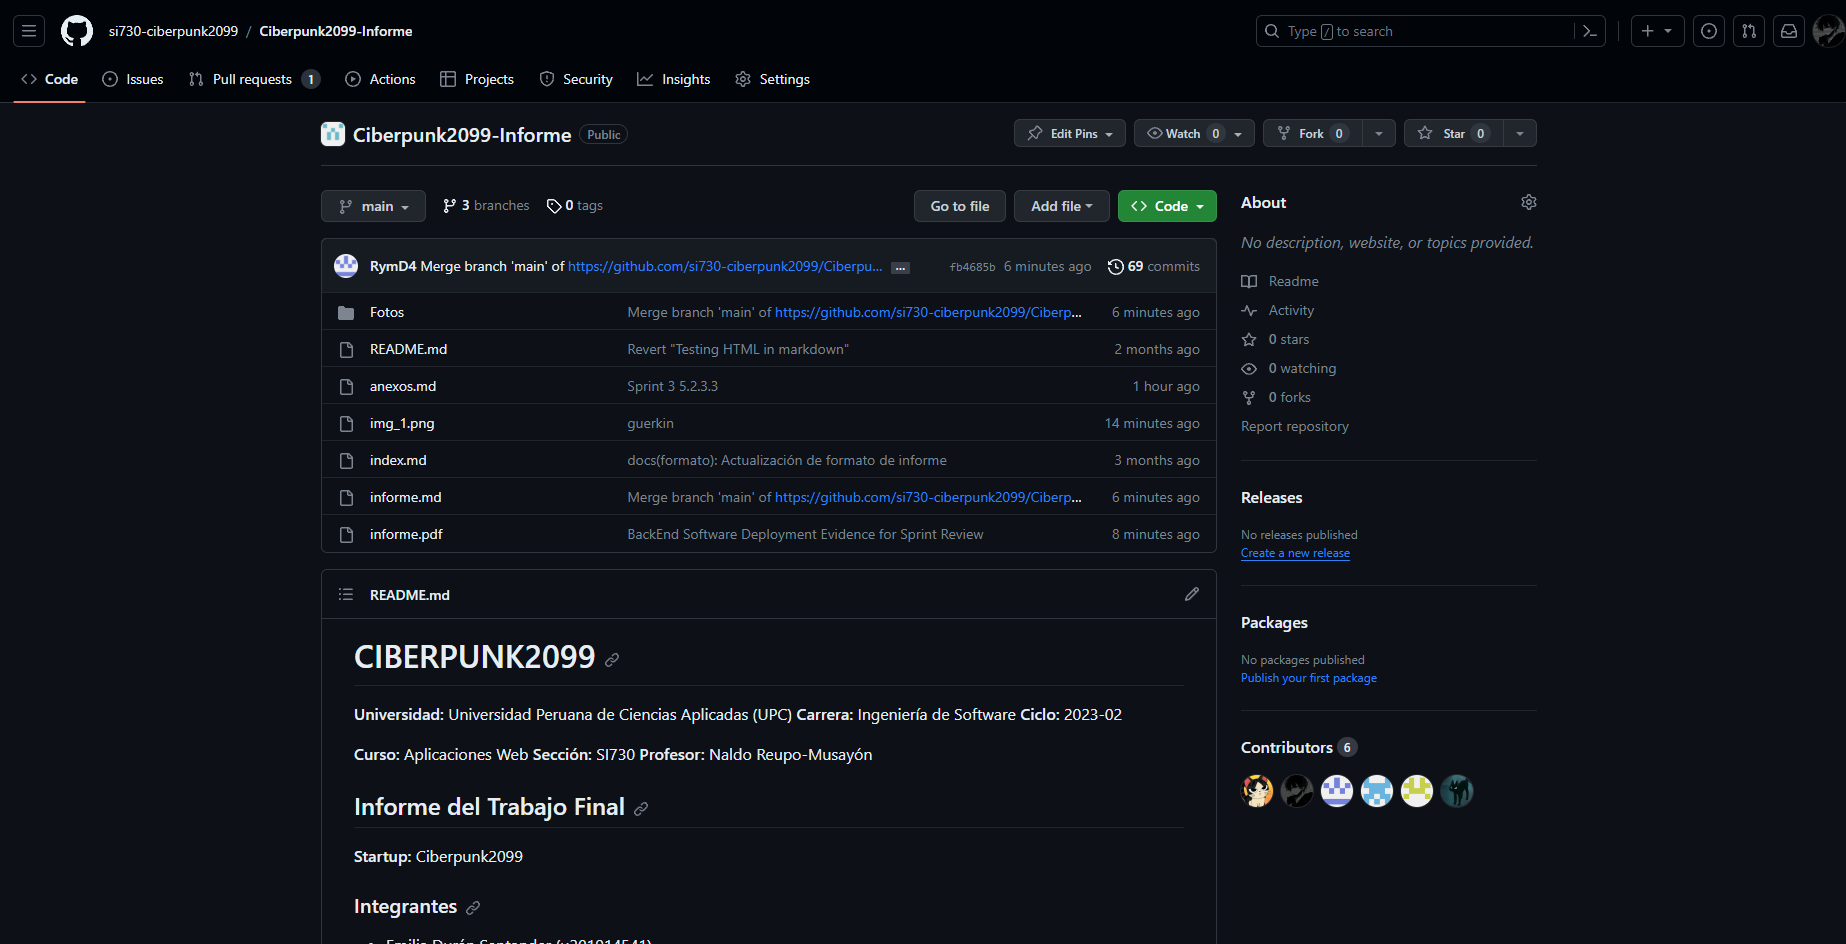 si730-ciberpunk2099 / Ciberpunk2099-Informe
Type / to search
Code Issues Pull requests 1 Actions Projects Security Insights Settings
Ciberpunk2099-Informe Public
Edit Pins Watch 0 Fork 0 Star 0
main 3 branches 0 tags Go to file Add file Code
RymD4 Merge branch 'main' of https://github.com/si730-ciberpunk2099/Ciberpu... ... fb4685b 6 minutes ago 69 commits
Fotos Merge branch 'main' of https://github.com/si730-ciberpunk2099/Ciberp... 6 minutes ago
README.md Revert "Testing HTML in markdown" 2 months ago
anexos.md Sprint 3 5.2.3.3 1 hour ago
img_1.png guerkin 14 minutes ago
index.md docs(formato): Actualización de formato de informe 3 months ago
informe.md Merge branch 'main' of https://github.com/si730-ciberpunk2099/Ciberp... 6 minutes ago
informe.pdf BackEnd Software Deployment Evidence for Sprint Review 8 minutes ago
README.md
CIBERPUNK2099
Universidad: Universidad Peruana de Ciencias Aplicadas (UPC) Carrera: Ingeniería de Software Ciclo: 2023-02
Curso: Aplicaciones Web Sección: SI730 Profesor: Naldo Reupo-Musayón
Informe del Trabajo Final
Startup: Ciberpunk2099
Integrantes
About
No description, website, or topics provided.
Readme
Activity
0 stars
0 watching
0 forks
Report repository
Releases
No releases published
Create a new release
Packages
No packages published
Publish your first package
Contributors 6